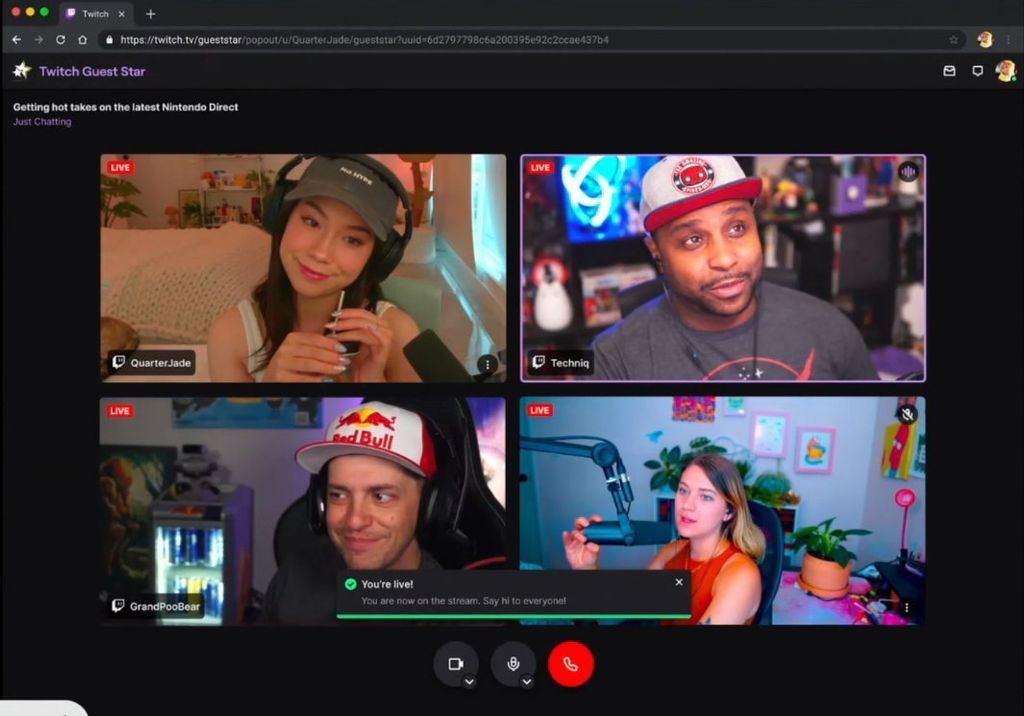 Twitch
https://twitch.tv/gueststar/popout/u/QuarterJade/gueststar?uuid=6d2797798c6a200395e92c2ccae437b4
Twitch Guest Star
Getting hot takes on the latest Nintendo Direct
Just Chatting
LIVE
NO HYPE
QuarterJade
LIVE
Techniq
LIVE
Red Bull
GrandPooBear
LIVE
You're live!
You are now on the stream. Say hi to everyone!